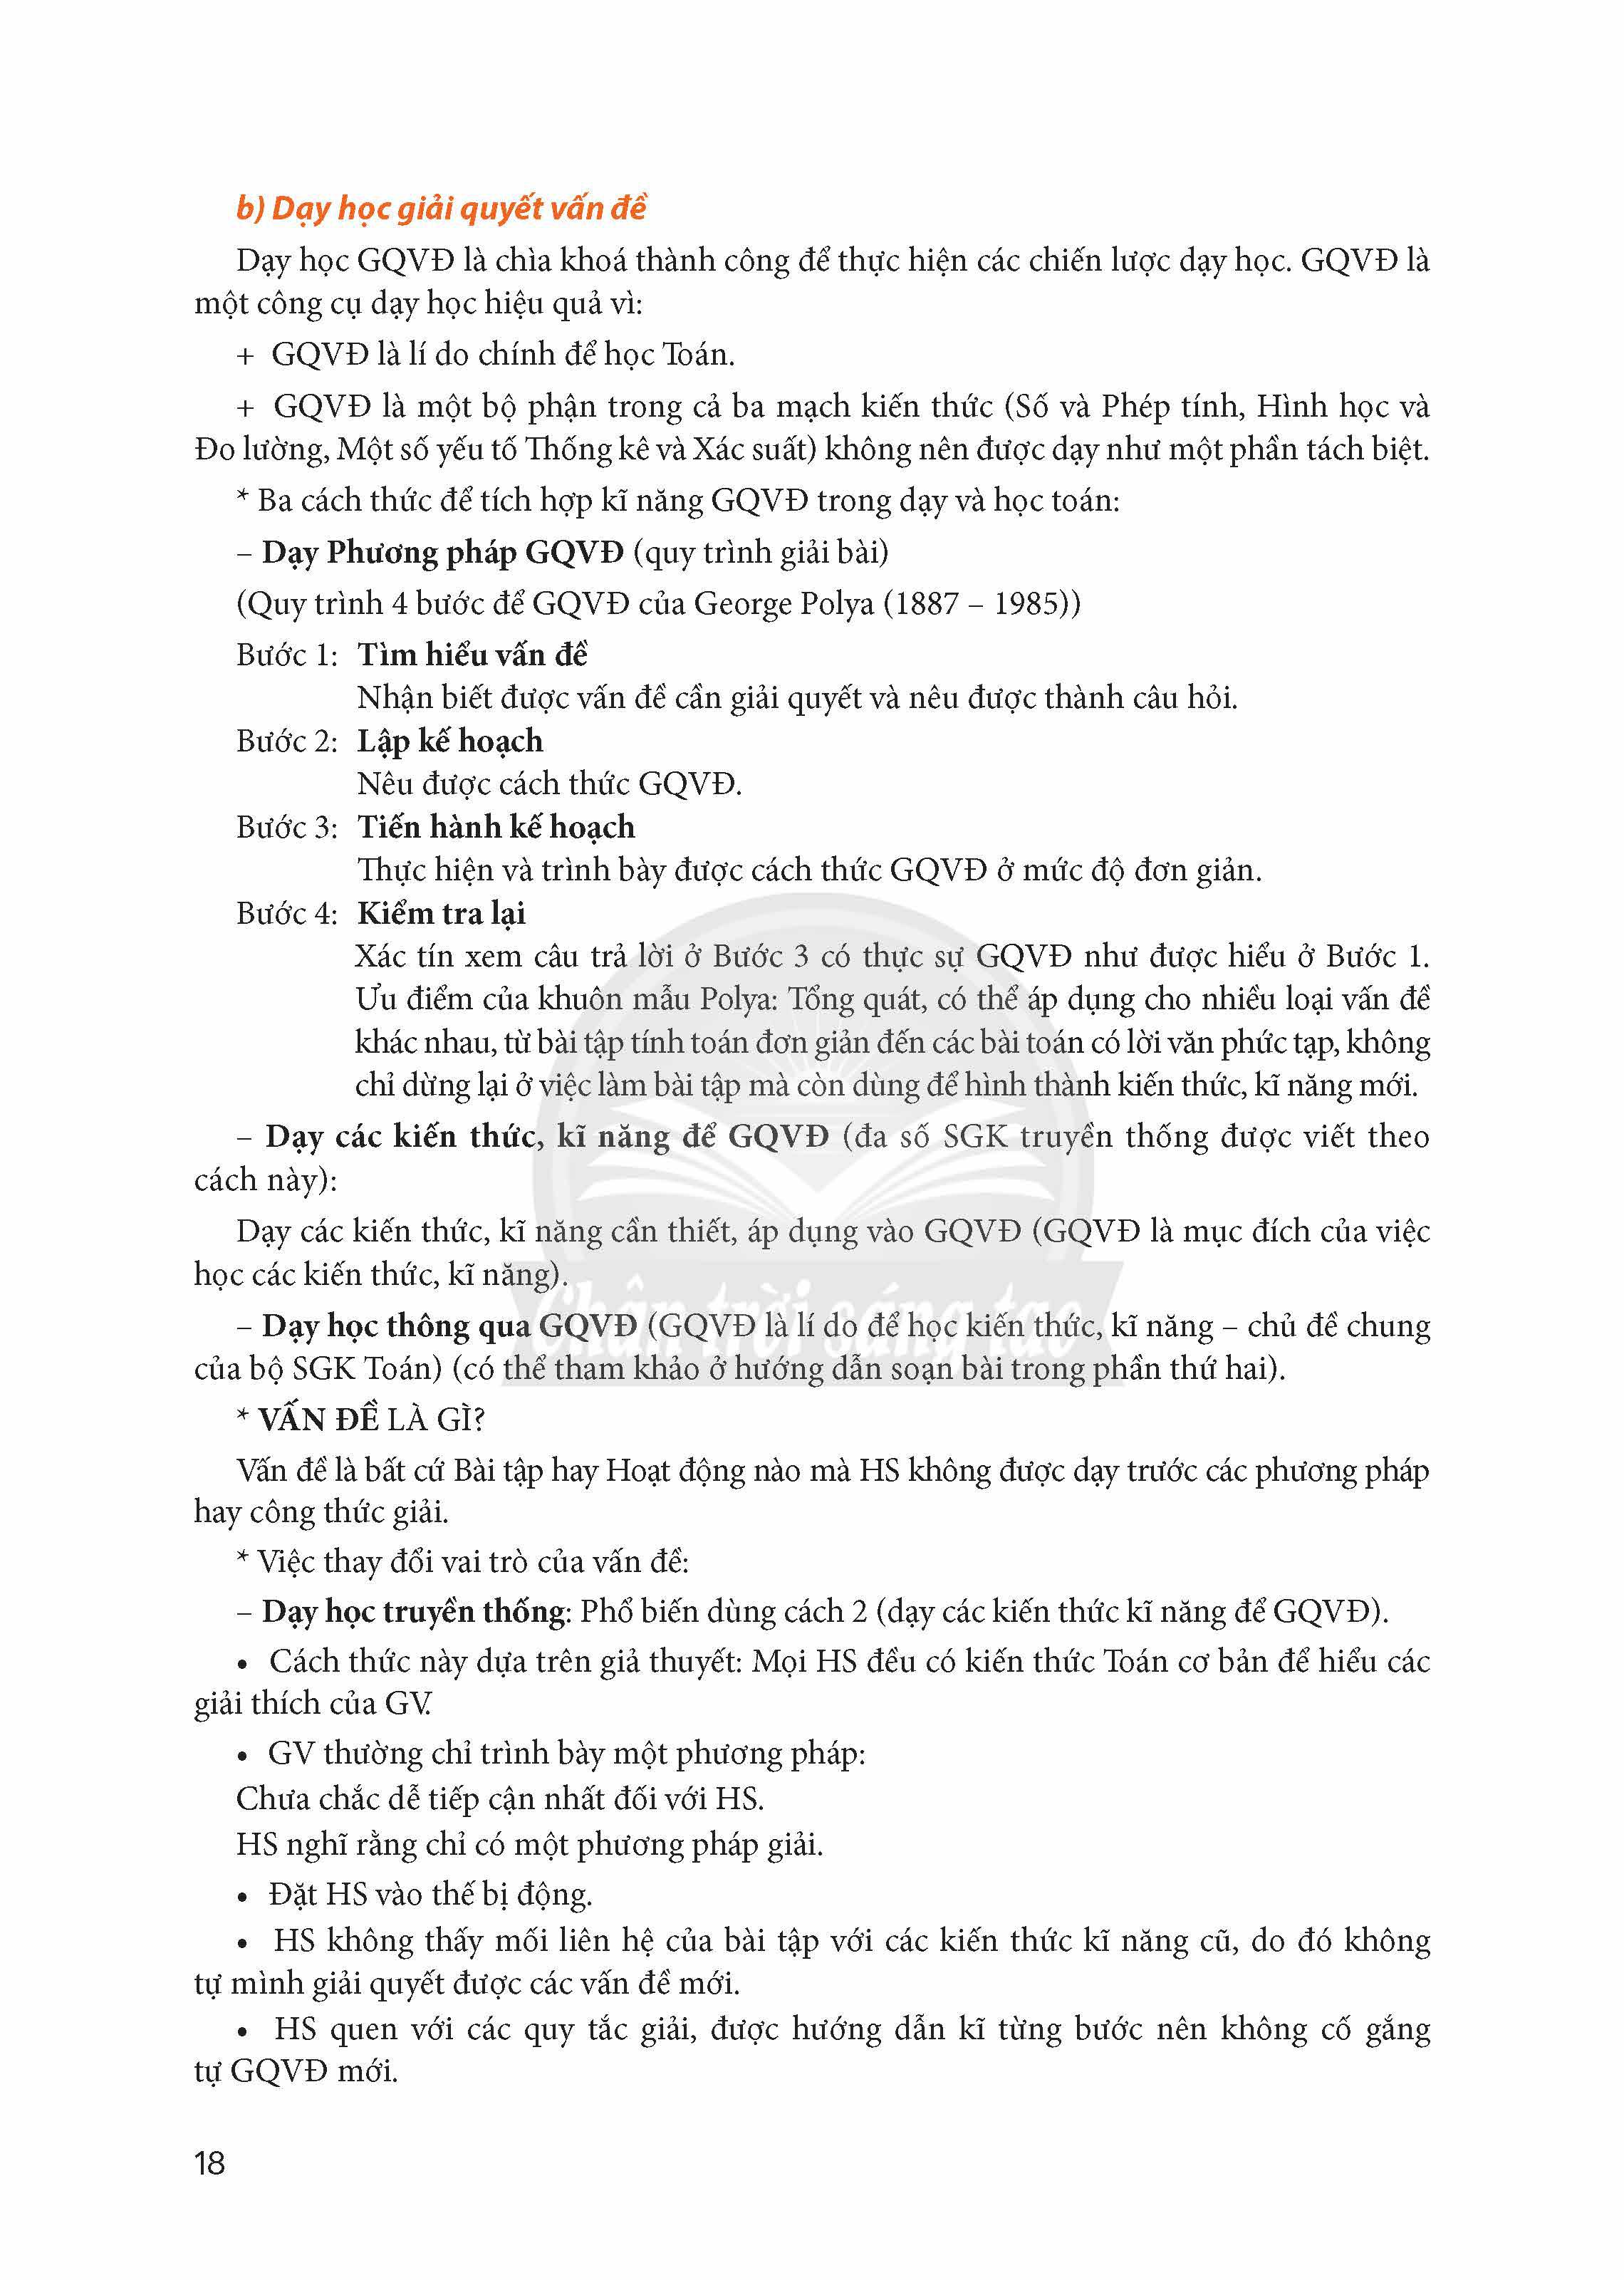 b) Dạy học giải quyết vấn đề
Dạy học GQVĐ là chìa khoá thành công để thực hiện các chiến lược dạy học. GQVĐ là
một công cụ dạy học hiệu quả vì:
+ GQVĐ là lí do chính để học Toán.
+ GQVĐ là một bộ phận trong cả ba mạch kiến thức (Số và Phép tính, Hình học và
Đo lường, Một số yếu tố Thống kê và Xác suất) không nên được dạy như một phần tách biệt.
* Ba cách thức để tích hợp kĩ năng GQVĐ trong dạy và học toán:
– Dạy Phương pháp GQVĐ (quy trình giải bài)
(Quy trình 4 bước để GQVĐ của George Polya (1887 – 1985))
Bước 1: Tìm hiểu vấn đề
Nhận biết được vấn đề cần giải quyết và nêu được thành câu hỏi.
Bước 2: Lập kế hoạch
Nêu được cách thức GQVĐ.
Bước 3: Tiến hành kế hoạch
Thực hiện và trình bày được cách thức GQVĐ ở mức độ đơn giản.
Bước 4: Kiểm tra lại
Xác tín xem câu trả lời ở Bước 3 có thực sự GQVĐ như được hiểu ở Bước 1.
Ưu điểm của khuôn mẫu Polya: Tổng quát, có thể áp dụng cho nhiều loại vấn đề
khác nhau, từ bài tập tính toán đơn giản đến các bài toán có lời văn phức tạp, không
chỉ dừng lại ở việc làm bài tập mà còn dùng để hình thành kiến thức, kĩ năng mới.
– Dạy các kiến thức, kĩ năng để GQVĐ (đa số SGK truyền thống được viết theo
cách này):
Dạy các kiến thức, kĩ năng cần thiết, áp dụng vào GQVĐ (GQVĐ là mục đích của việc
học các kiến thức, kĩ năng).
Chân trời sáng tạo
– Dạy học thông qua GQVĐ (GQVĐ là lí do để học kiến thức, kĩ năng – chủ đề chung
của bộ SGK Toán) (có thể tham khảo ở hướng dẫn soạn bài trong phần thứ hai).
* VẤN ĐỀ LÀ GÌ?
Vấn đề là bất cứ Bài tập hay Hoạt động nào mà HS không được dạy trước các phương pháp
hay công thức giải.
* Việc thay đổi vai trò của vấn đề:
– Dạy học truyền thống: Phổ biến dùng cách 2 (dạy các kiến thức kĩ năng để GQVĐ).
• Cách thức này dựa trên giả thuyết: Mọi HS đều có kiến thức Toán cơ bản để hiểu các
giải thích của GV.
• GV thường chỉ trình bày một phương pháp:
Chưa chắc dễ tiếp cận nhất đối với HS.
HS nghĩ rằng chỉ có một phương pháp giải.
• Đặt HS vào thế bị động.
• HS không thấy mối liên hệ của bài tập với các kiến thức kĩ năng cũ, do đó không
tự mình giải quyết được các vấn đề mới.
• HS quen với các quy tắc giải, được hướng dẫn kĩ từng bước nên không cố gắng
tự GQVĐ mới.
18